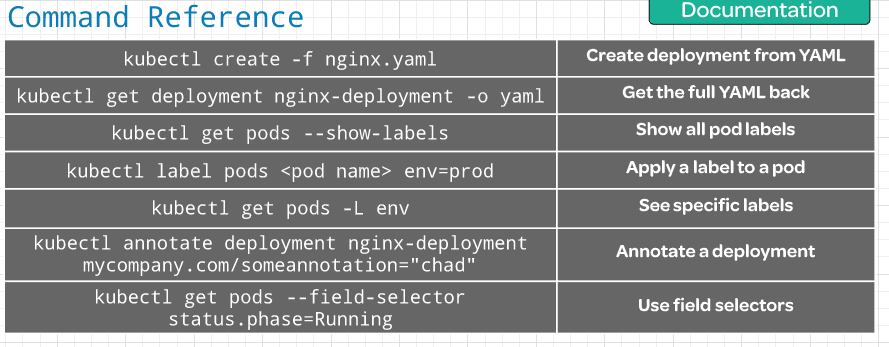 Command Reference
Documentation
kubectl create -f nginx.yaml
Create deployment from YAML
kubectl get deployment nginx-deployment -o yaml
Get the full YAML back
kubectl get pods --show-labels
Show all pod labels
kubectl label pods <pod name> env=prod
Apply a label to a pod
kubectl get pods -L env
See specific labels
kubectl annotate deployment nginx-deployment
mycompany.com/someannotation="chad"
Annotate a deployment
kubectl get pods --field-selector
status.phase=Running
Use field selectors